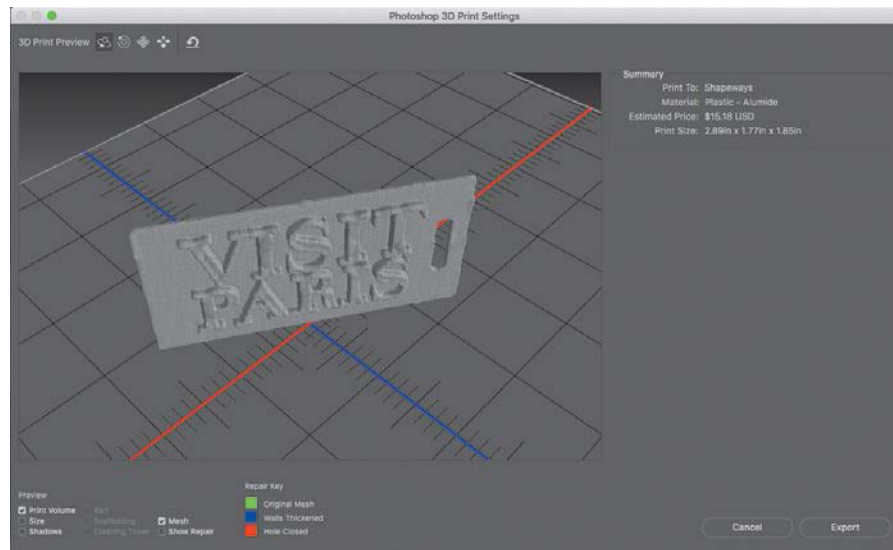 Photoshop 3D Print Settings
3D Print Preview
Summary
Print To: Shapeways
Material: Plastic - Alumide
Estimated Price: $15.18 USD
Print Size: 2.89in x 1.77in x 1.85in
VISIT
PARIS
Preview
Print Volume
Raft
Size
Scaffolding
Mesh
Shadows
Cleaning Tower
Show Repair
Repair Key
Original Mesh
Walls Thickened
Hole Closed
Cancel
Export